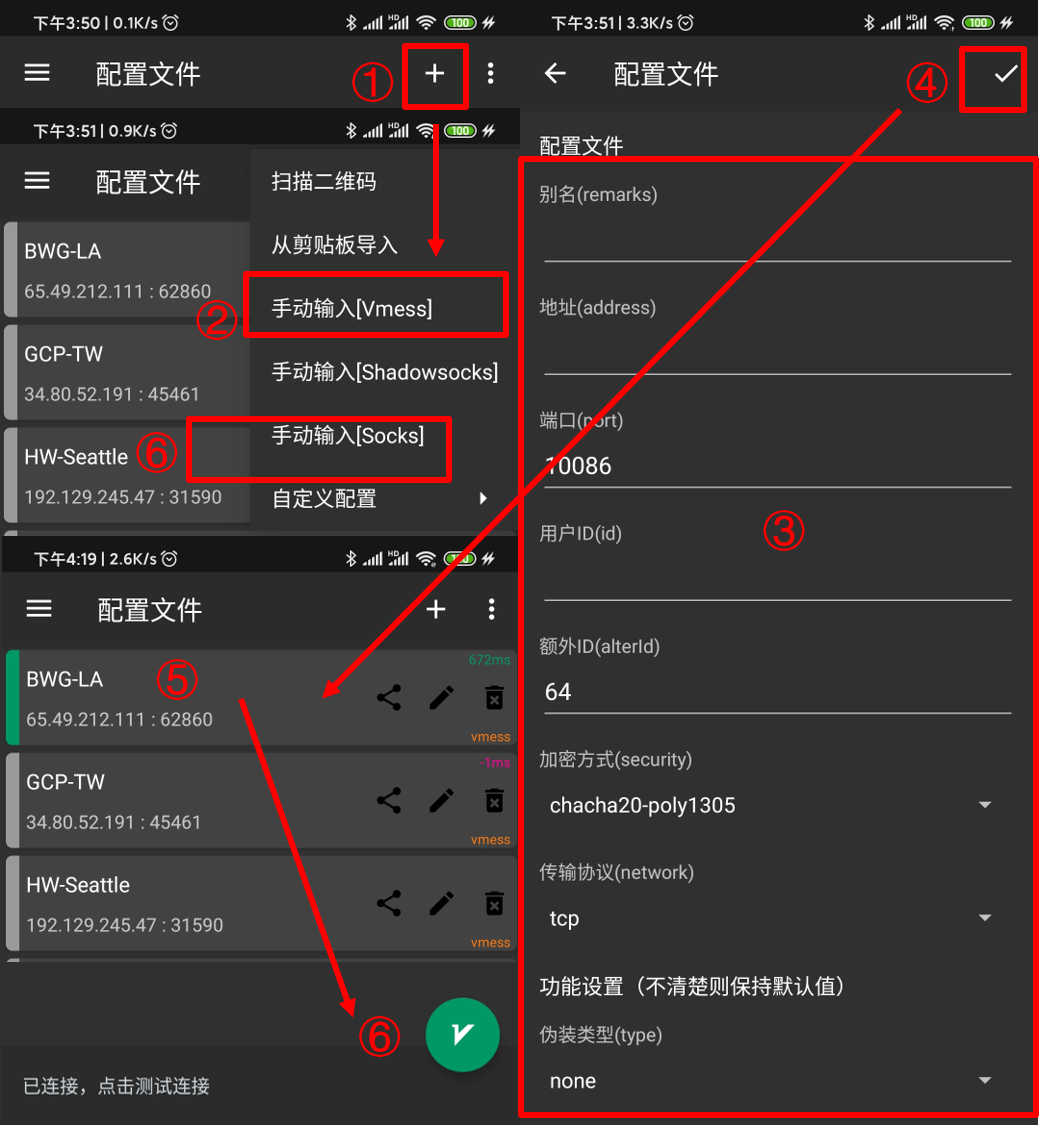 下午3:50 | 0.1K/s
HD
100
配置文件
①
+
下午3:51 | 0.9K/s
HD
100
配置文件
扫描二维码
从剪贴板导入
手动输入[Vmess]
②
手动输入[Shadowsocks]
手动输入[Socks]
⑥
自定义配置
BWG-LA
65.49.212.111 : 62860
GCP-TW
34.80.52.191 : 45461
HW-Seattle
192.129.245.47 : 31590
下午4:19 | 2.6K/s
HD
100
配置文件
+
BWG-LA
⑤
672ms
65.49.212.111 : 62860
vmess
GCP-TW
-1ms
34.80.52.191 : 45461
vmess
HW-Seattle
192.129.245.47 : 31590
vmess
⑥
已连接，点击测试连接
下午3:51 | 3.3K/s
HD
100
配置文件
④
配置文件
别名(remarks)
地址(address)
端口(port)
10086
用户ID(id)
③
额外ID(alterId)
64
加密方式(security)
chacha20-poly1305
传输协议(network)
tcp
功能设置（不清楚则保持默认值）
伪装类型(type)
none